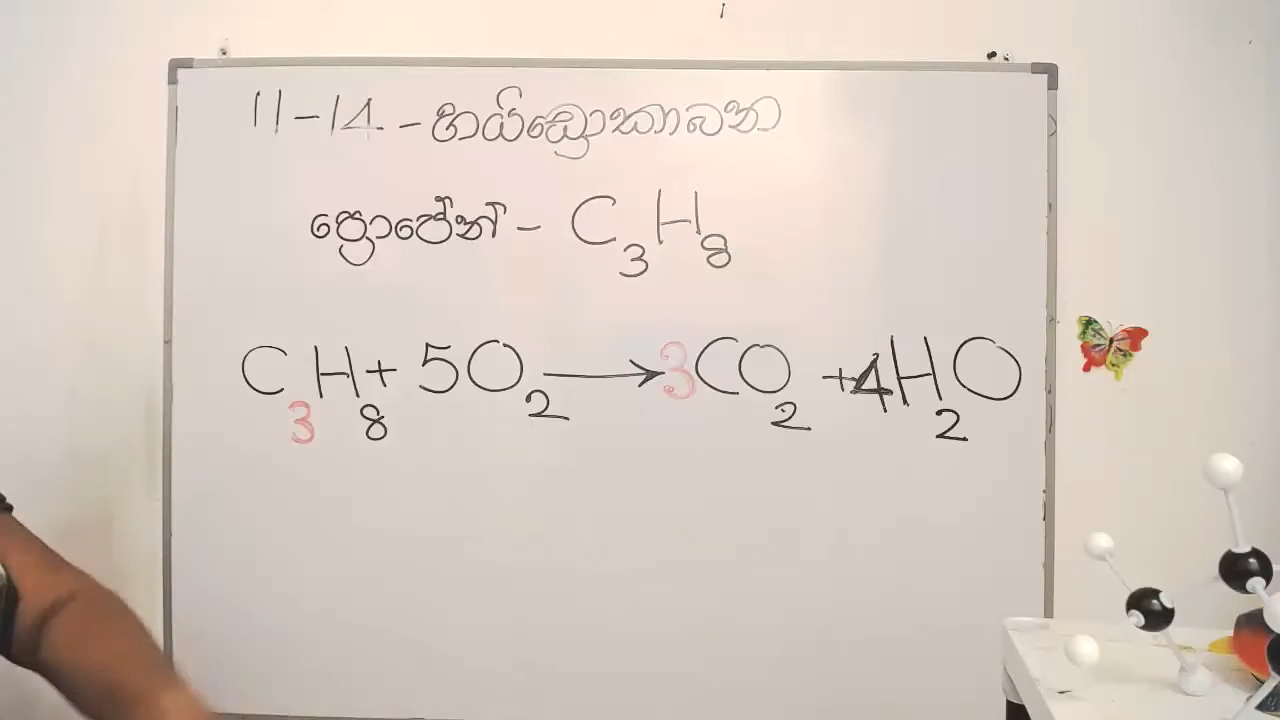 11-14 - හයිඩ්‍රොකාබන
ප්‍රොපේන් - C₃H₈
C₃H₈ + 5O₂ → 3CO₂ + 4H₂O